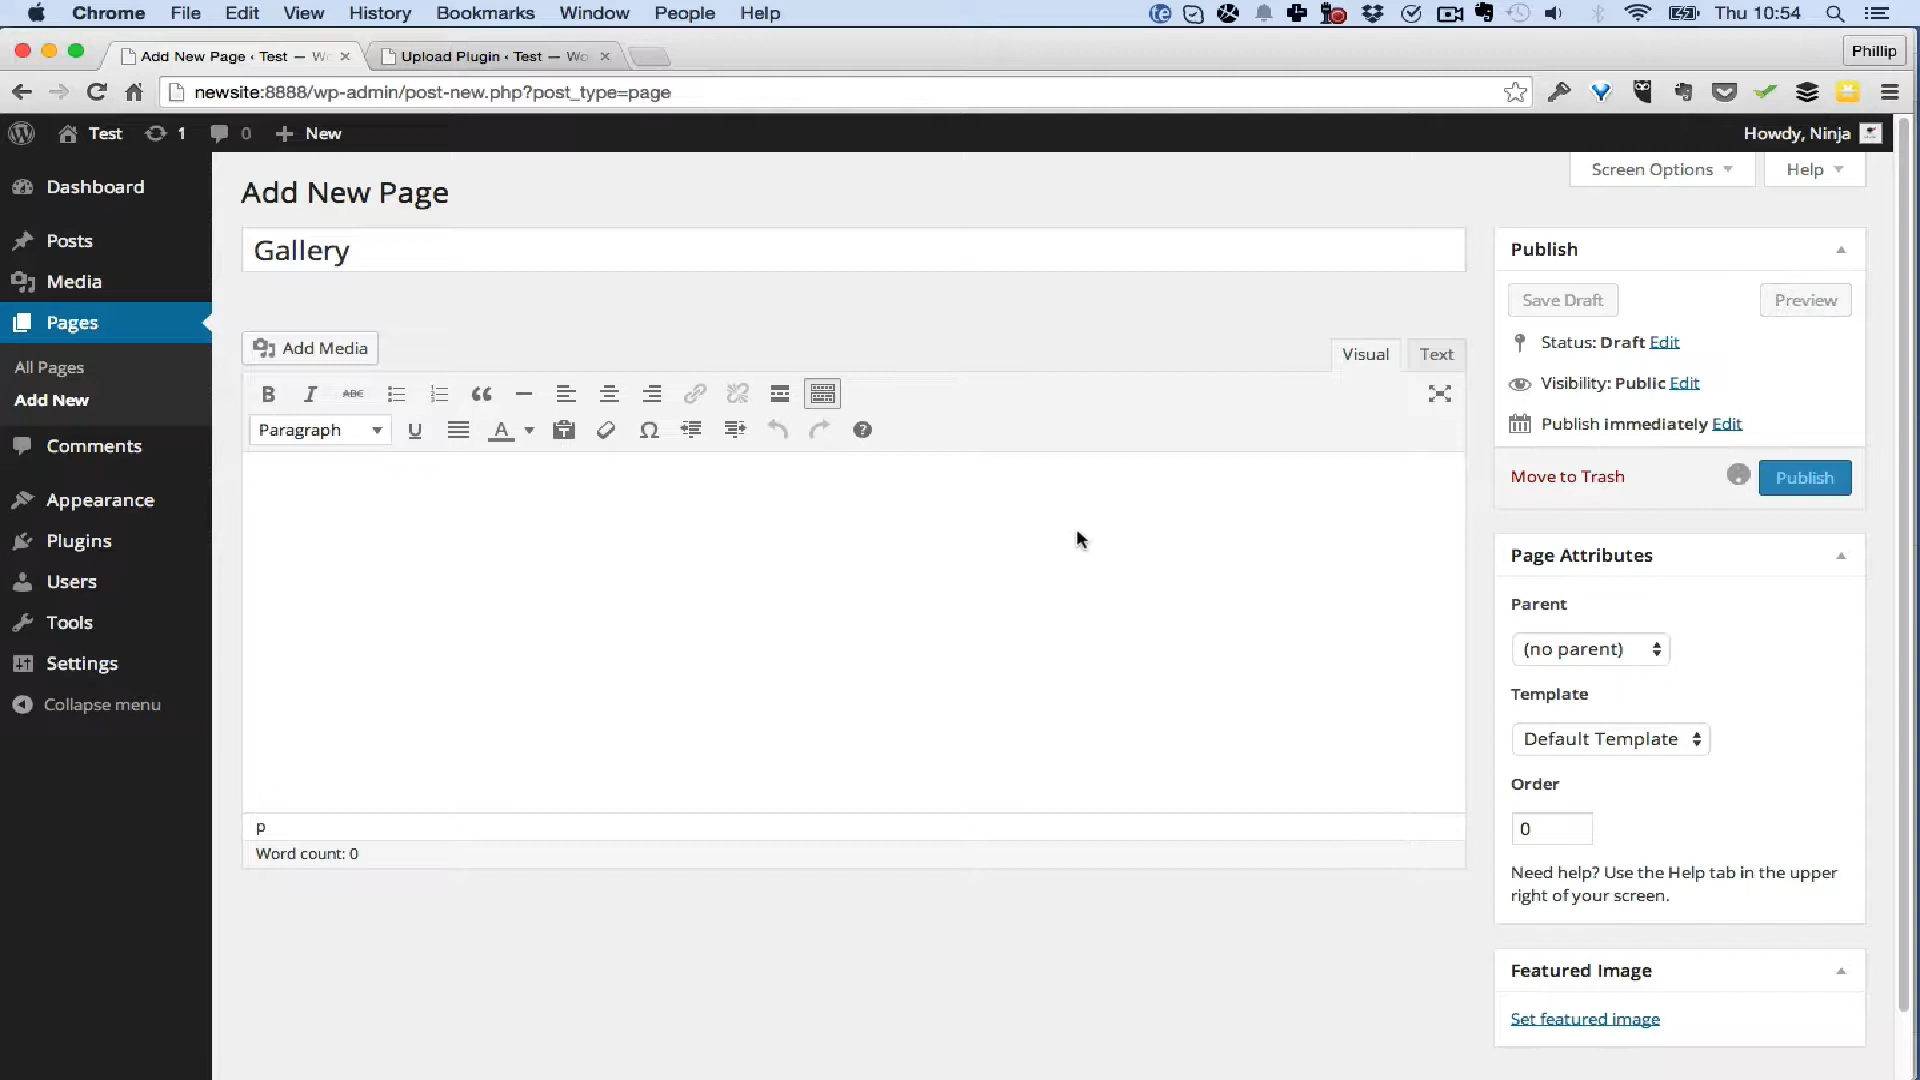 Chrome File Edit View History Bookmarks Window People Help Thu 10:54
Add New Page ‹ Test — Wo Upload Plugin ‹ Test — Wo Phillip
newsite:8888/wp-admin/post-new.php?post_type=page
Test 1 0 New Howdy, Ninja
Screen Options Help
Dashboard
Posts
Media
Pages
All Pages
Add New
Comments
Appearance
Plugins
Users
Tools
Settings
Collapse menu
Add New Page
Gallery
Add Media
Visual Text
B I ABC
Paragraph U A Ω ?
p
Word count: 0
Publish
Save Draft Preview
Status: Draft Edit
Visibility: Public Edit
Publish immediately Edit
Move to Trash Publish
Page Attributes
Parent
(no parent)
Template
Default Template
Order
0
Need help? Use the Help tab in the upper
right of your screen.
Featured Image
Set featured image